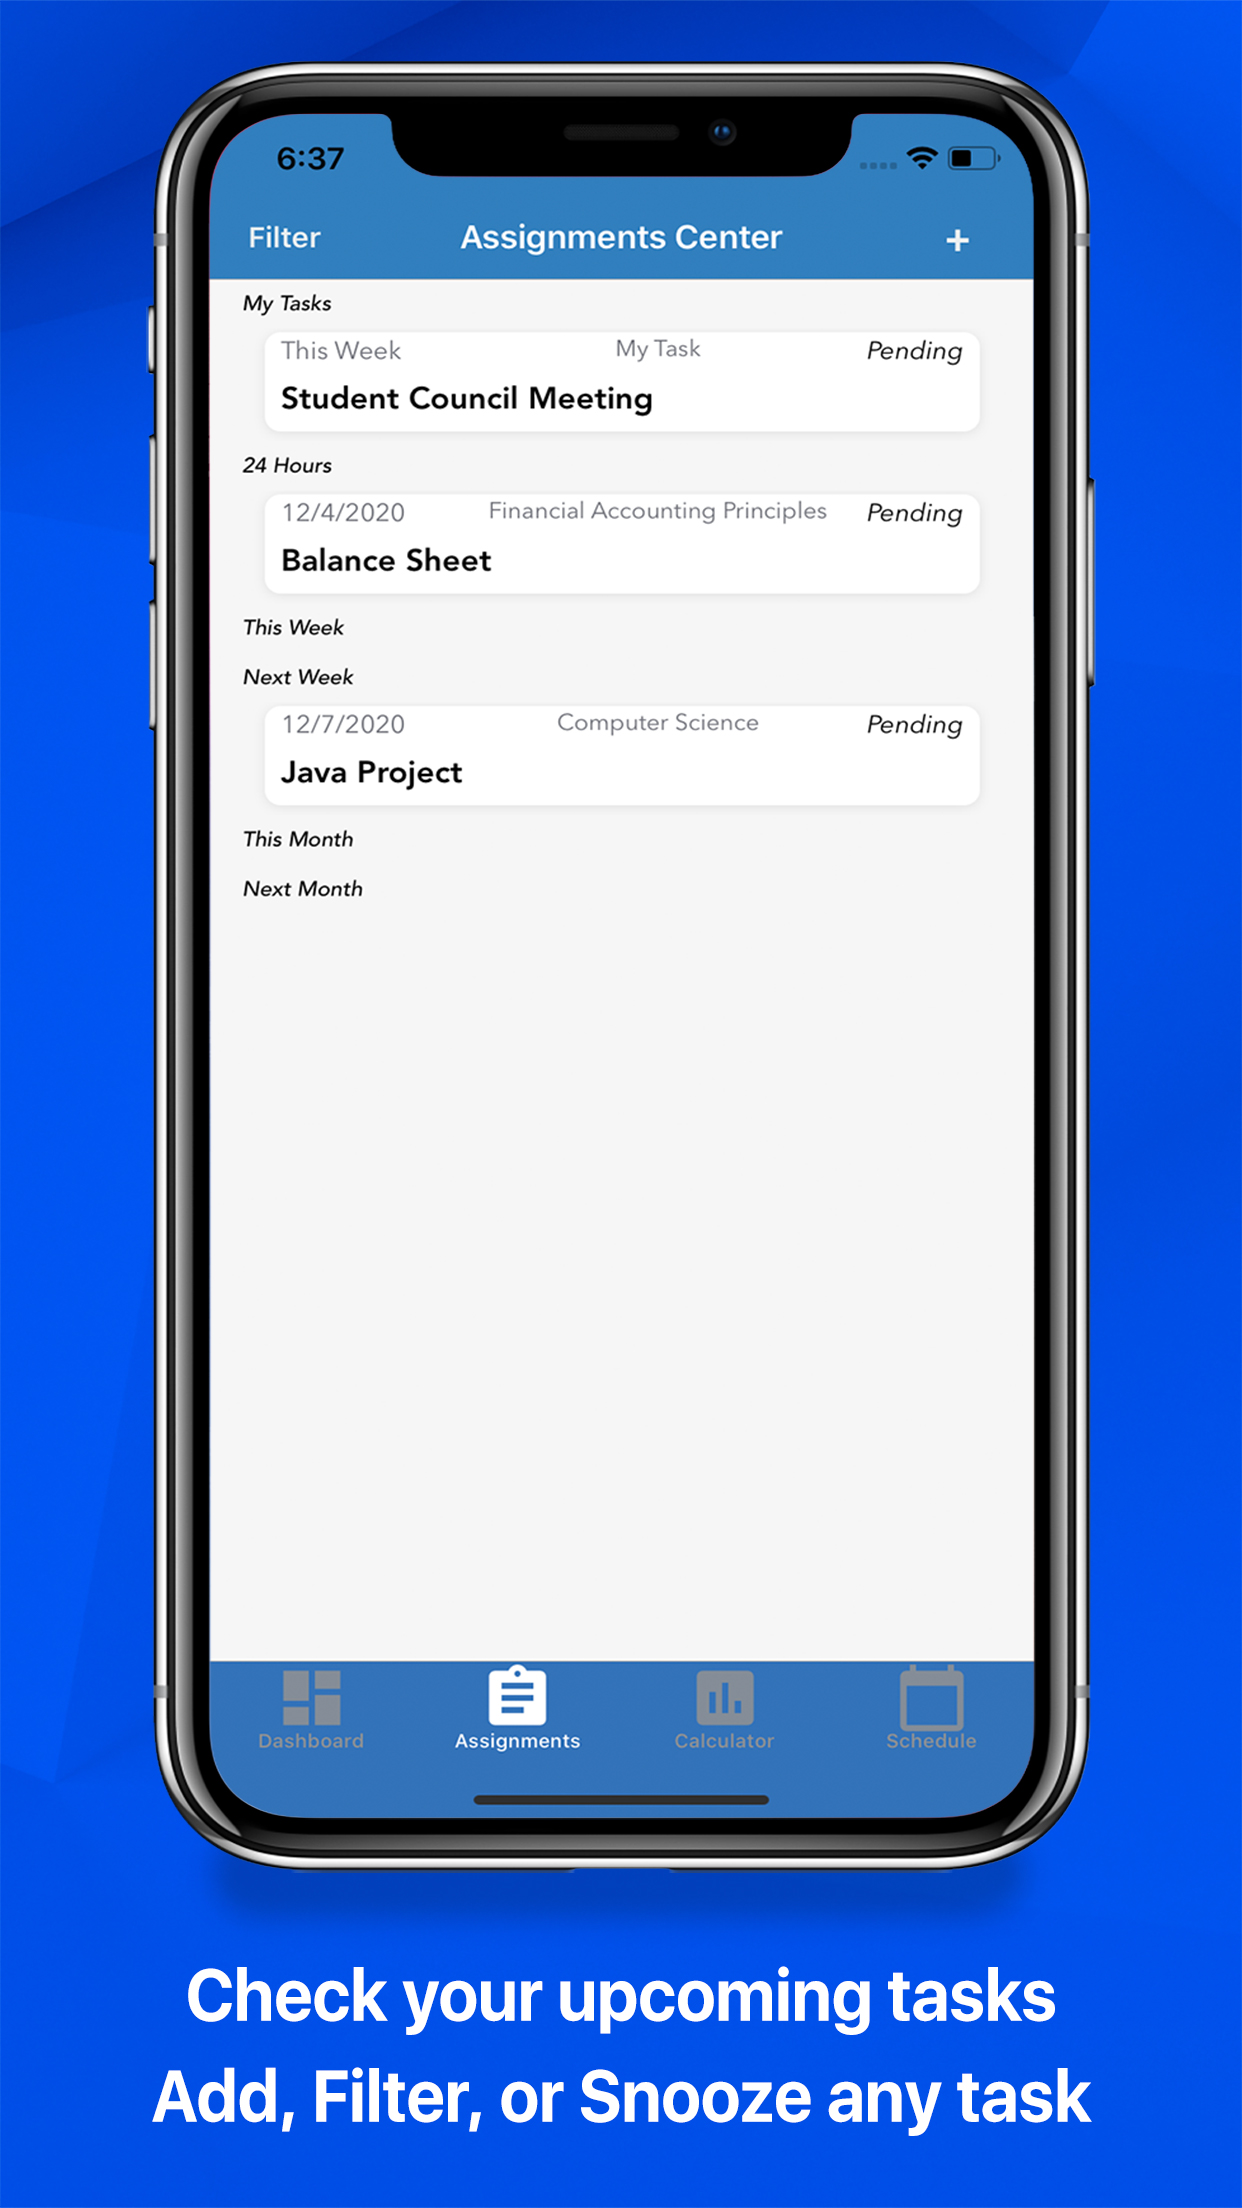 6:37
Filter Assignments Center +
My Tasks
This Week My Task Pending
Student Council Meeting
24 Hours
12/4/2020 Financial Accounting Principles Pending
Balance Sheet
This Week
Next Week
12/7/2020 Computer Science Pending
Java Project
This Month
Next Month
Dashboard Assignments Calculator Schedule
Check your upcoming tasks
Add, Filter, or Snooze any task